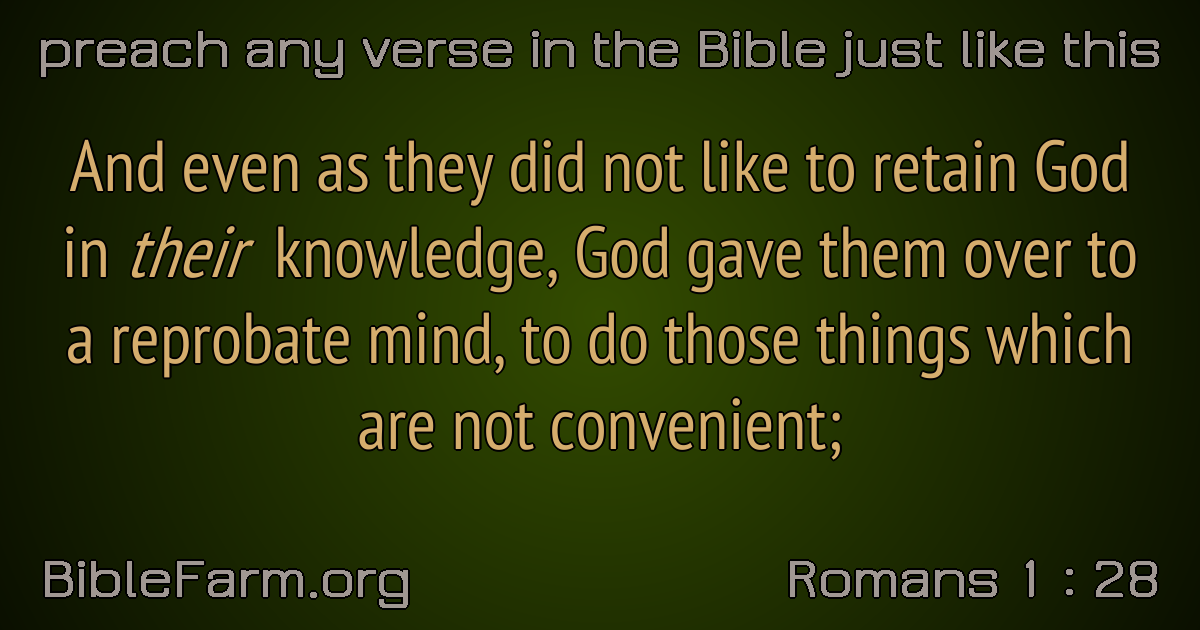 preach any verse in the Bible just like this
And even as they did not like to retain God
in their knowledge, God gave them over to
a reprobate mind, to do those things which
are not convenient;
BibleFarm.org
Romans 1 : 28